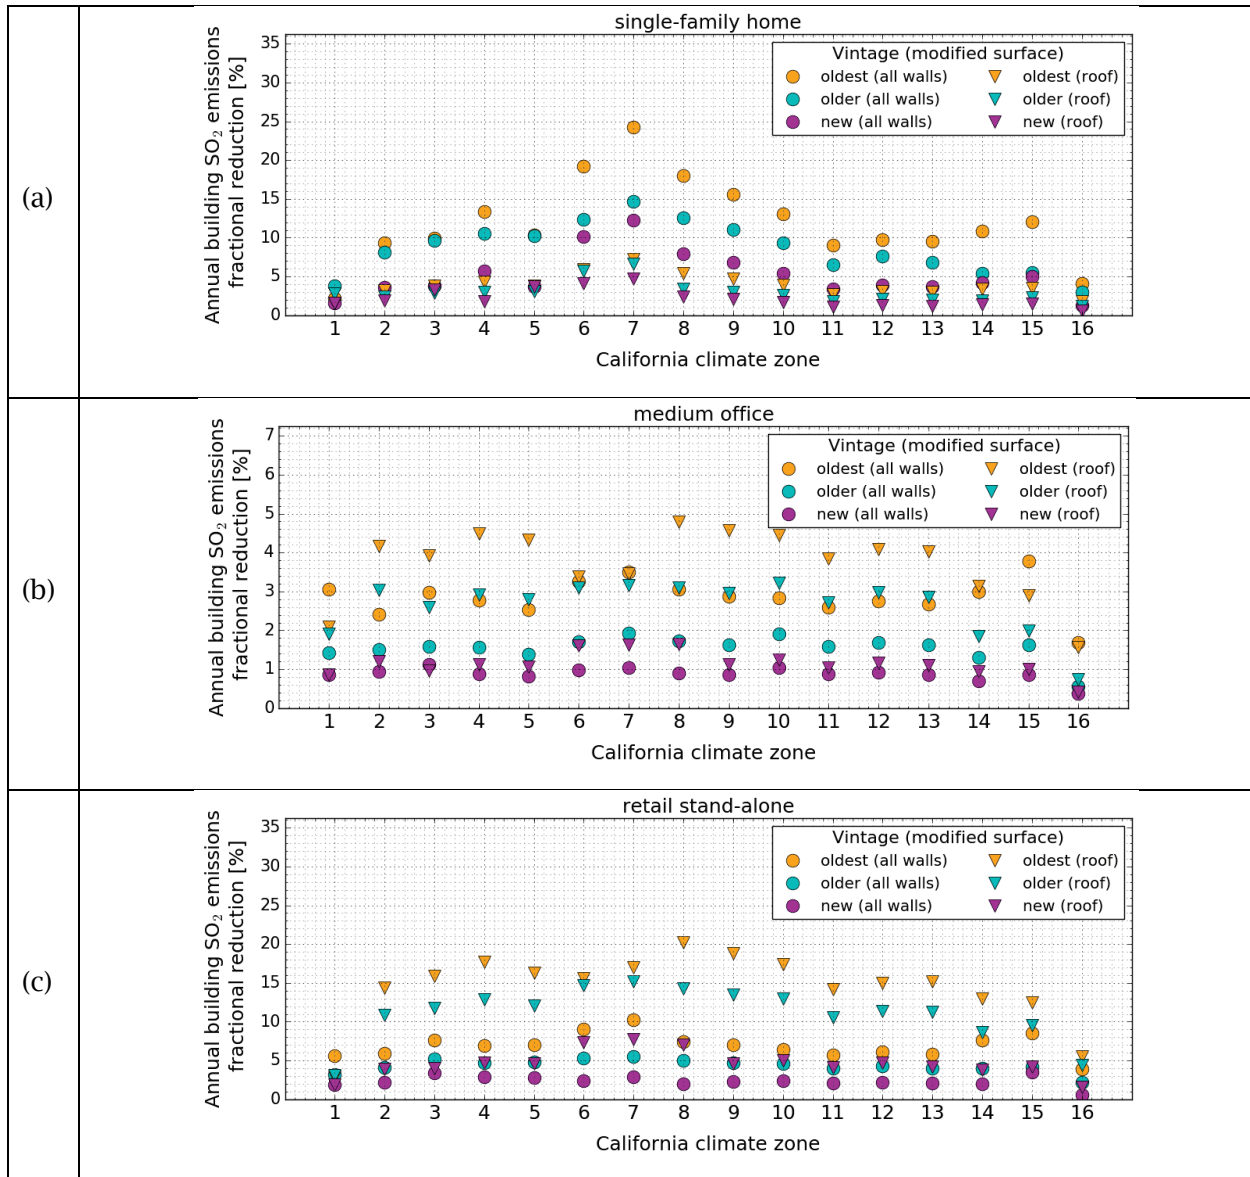 (a)
single-family home
Annual building SO₂ emissions
fractional reduction [%]
35
30
25
20
15
10
5
0
Vintage (modified surface)
oldest (all walls) oldest (roof)
older (all walls) older (roof)
new (all walls) new (roof)
1 2 3 4 5 6 7 8 9 10 11 12 13 14 15 16
California climate zone
(b)
medium office
Annual building SO₂ emissions
fractional reduction [%]
7
6
5
4
3
2
1
0
Vintage (modified surface)
oldest (all walls) oldest (roof)
older (all walls) older (roof)
new (all walls) new (roof)
1 2 3 4 5 6 7 8 9 10 11 12 13 14 15 16
California climate zone
(c)
retail stand-alone
Annual building SO₂ emissions
fractional reduction [%]
35
30
25
20
15
10
5
0
Vintage (modified surface)
oldest (all walls) oldest (roof)
older (all walls) older (roof)
new (all walls) new (roof)
1 2 3 4 5 6 7 8 9 10 11 12 13 14 15 16
California climate zone